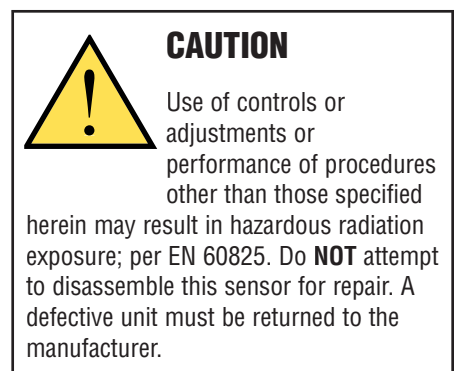 CAUTION
Use of controls or
adjustments or
performance of procedures
other than those specified
herein may result in hazardous radiation
exposure; per EN 60825. Do NOT attempt
to disassemble this sensor for repair. A
defective unit must be returned to the
manufacturer.